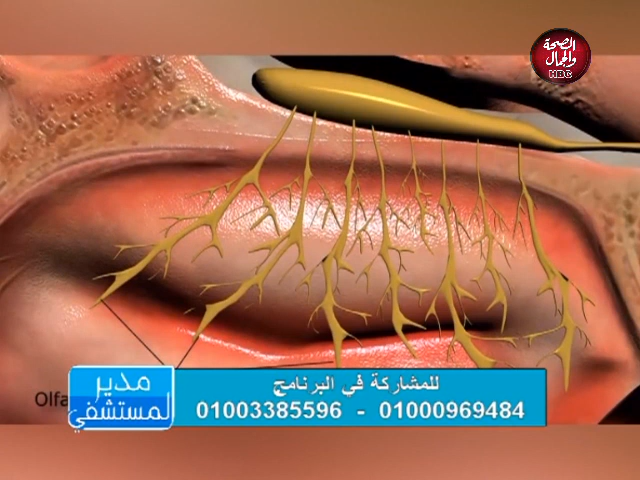 الصحة
والجمال
HBC
Olfa
مدير
المستشفي
للمشاركة في البرنامج
01003385596 - 01000969484